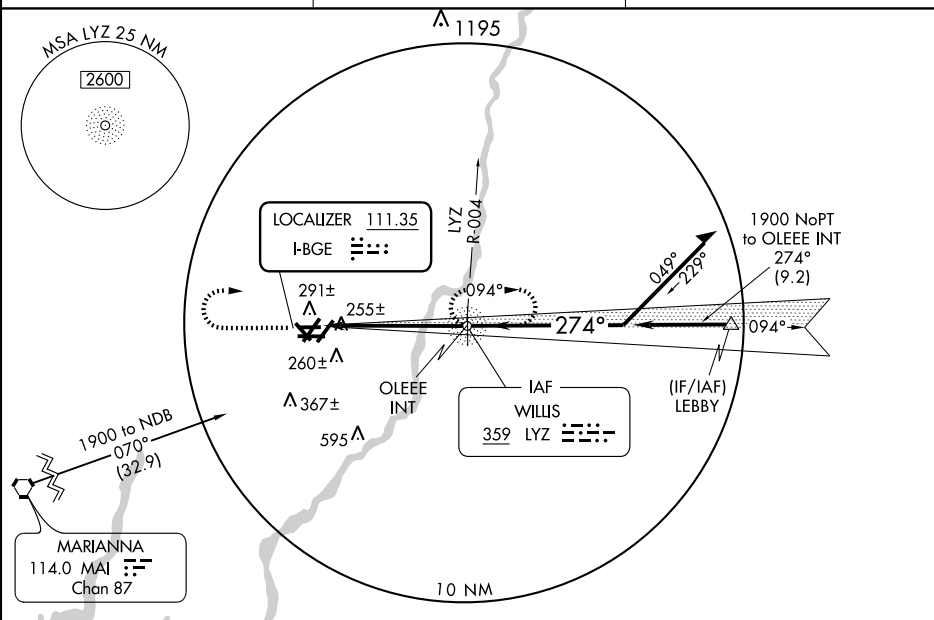 1195
MSA LYZ 25 NM
2600
LOCALIZER 111.35
I-BGE
LYZ
R-004
1900 NoPT
to OLEEE INT
274°
(9.2)
049°
229°
291±
255±
094°
274°
094°
260±
OLEEE
INT
IAF
WILLIS
359 LYZ
(IF/IAF)
LEBBY
367±
595
1900 to NDB
070°
(32.9)
MARIANNA
114.0 MAI
Chan 87
10 NM